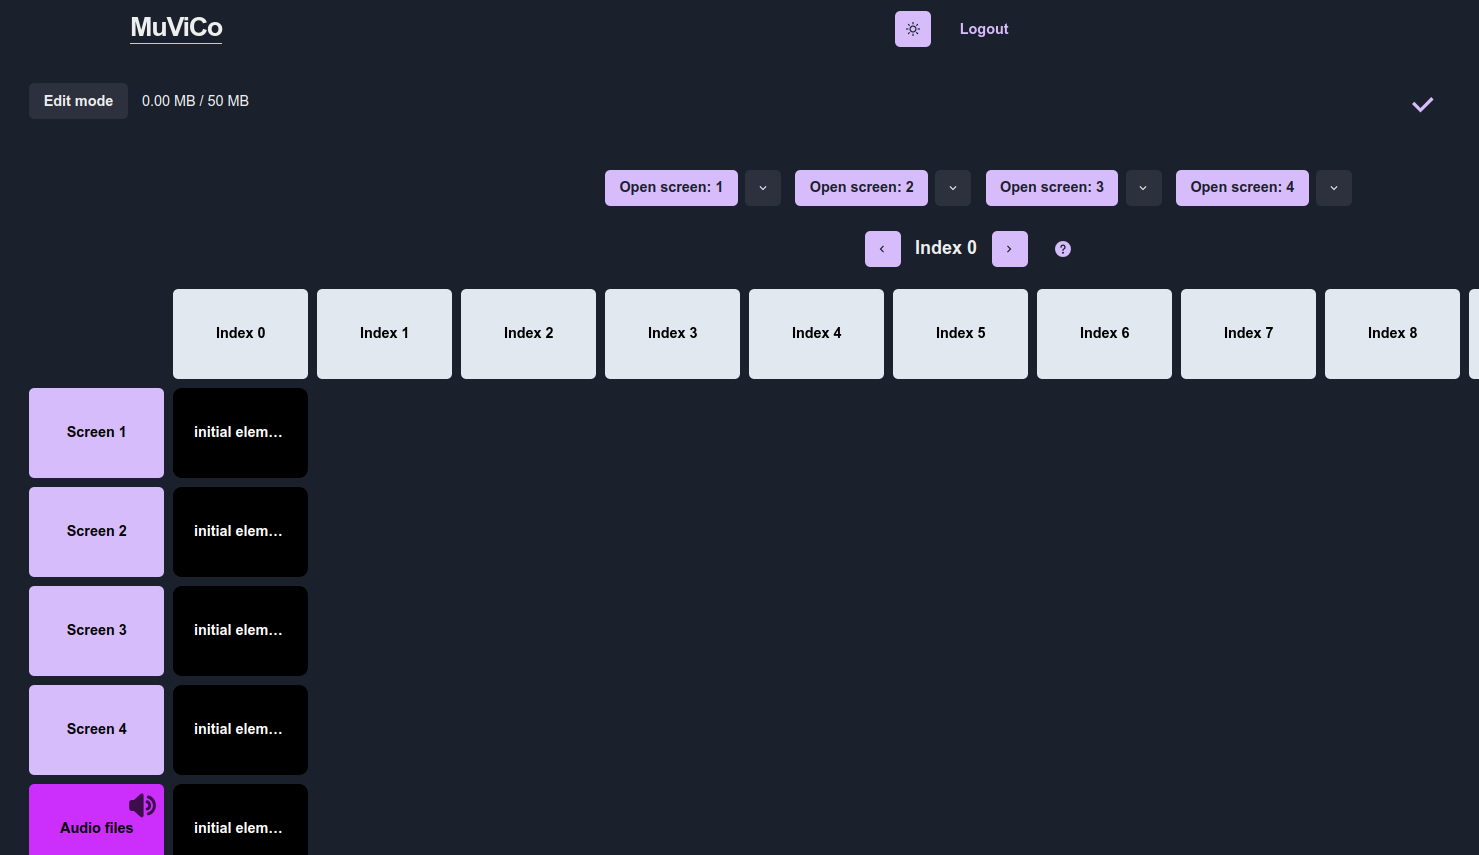 MuViCo
Logout
Edit mode
0.00 MB / 50 MB
Open screen: 1
Open screen: 2
Open screen: 3
Open screen: 4
Index 0
?
Index 0
Index 1
Index 2
Index 3
Index 4
Index 5
Index 6
Index 7
Index 8
Screen 1
initial elem…
Screen 2
initial elem…
Screen 3
initial elem…
Screen 4
initial elem…
Audio files
initial elem…